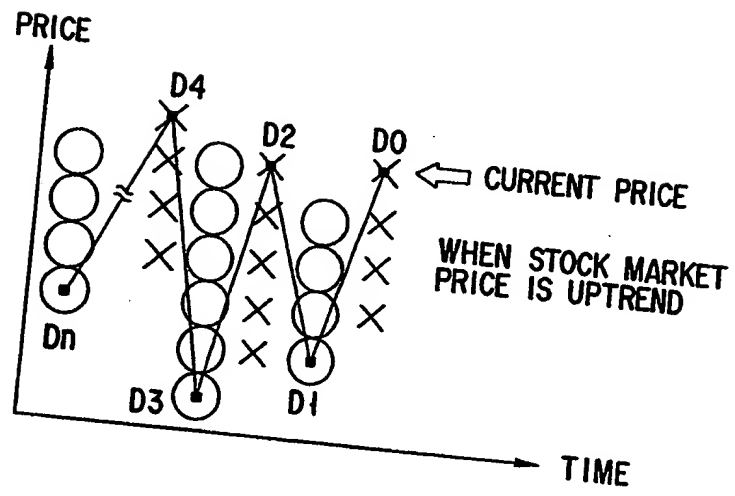 PRICE
D4
D2
D0
CURRENT PRICE
WHEN STOCK MARKET
PRICE IS UPTREND
Dn
D3
D1
TIME